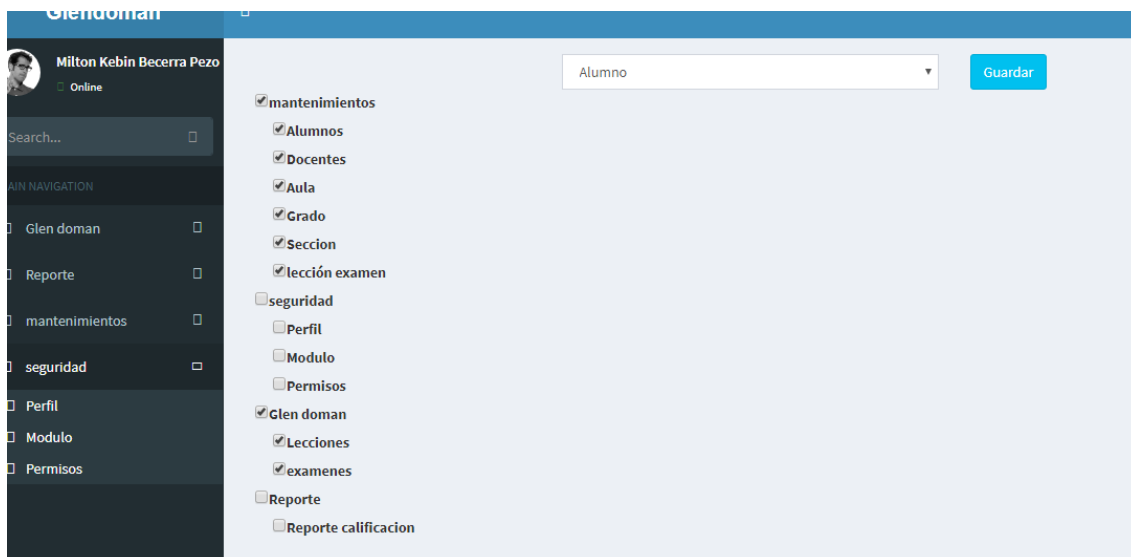 Glendoman
Milton Kebin Becerra Pezo
Online
Search...
AIN NAVIGATION
Glen doman
Reporte
mantenimientos
seguridad
Perfil
Modulo
Permisos
Alumno
Guardar
mantenimientos
Alumnos
Docentes
Aula
Grado
Seccion
lección examen
seguridad
Perfil
Modulo
Permisos
Glen doman
Lecciones
examenes
Reporte
Reporte calificacion